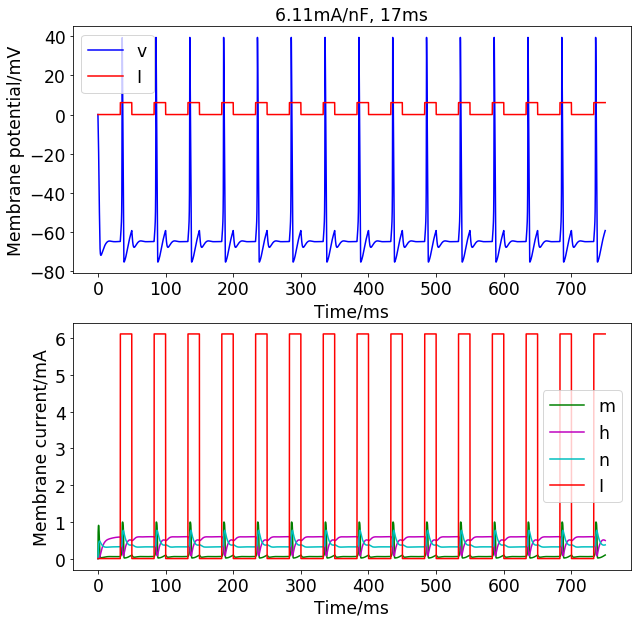 6.11mA/nF, 17ms
Membrane potential/mV
40
20
0
−20
−40
−60
−80
v
I
0 100 200 300 400 500 600 700
Time/ms
Membrane current/mA
6
5
4
3
2
1
0
m
h
n
I
0 100 200 300 400 500 600 700
Time/ms